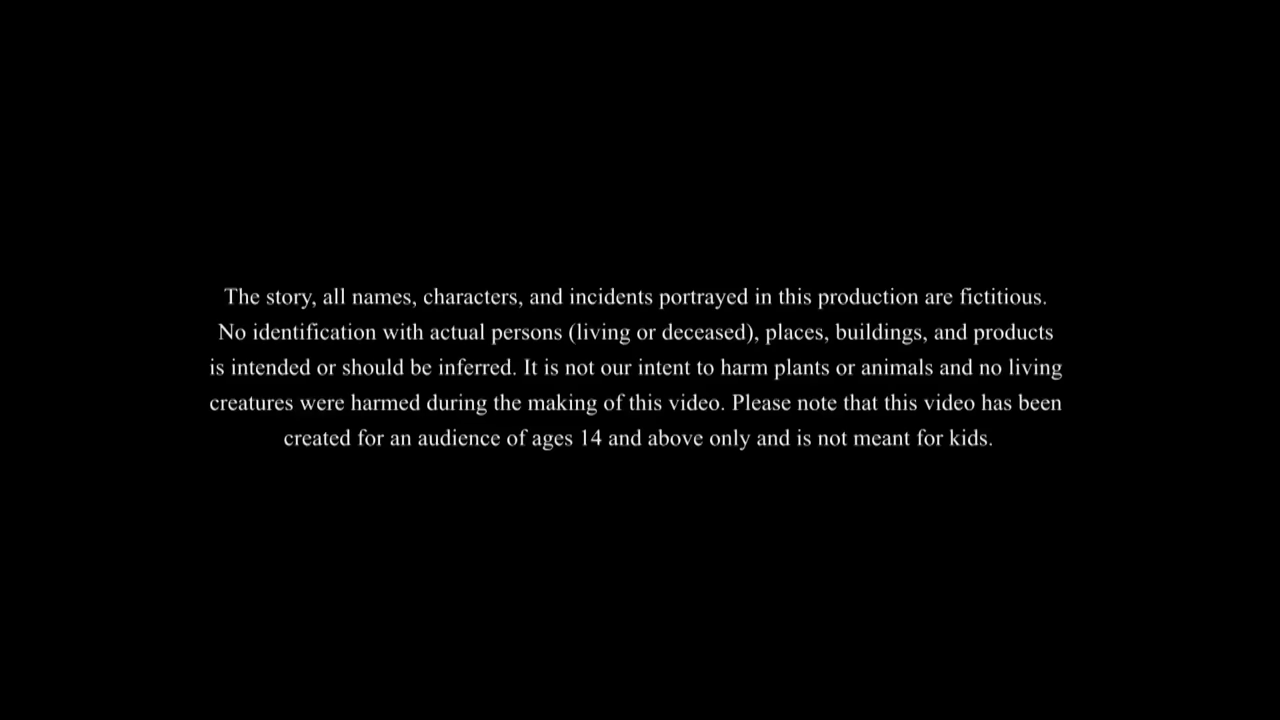 The story, all names, characters, and incidents portrayed in this production are fictitious.
No identification with actual persons (living or deceased), places, buildings, and products
is intended or should be inferred. It is not our intent to harm plants or animals and no living
creatures were harmed during the making of this video. Please note that this video has been
created for an audience of ages 14 and above only and is not meant for kids.